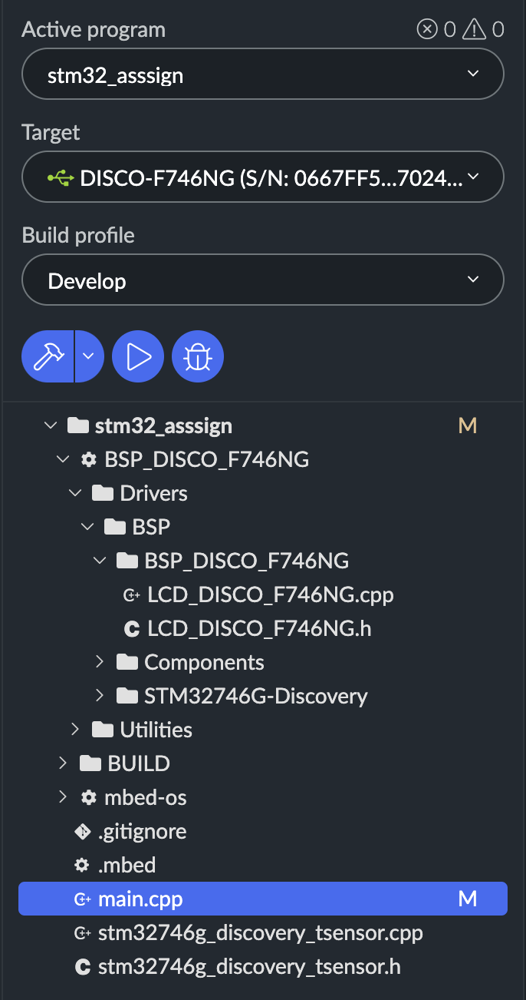 Active program 0 0
stm32_asssign
Target
DISCO-F746NG (S/N: 0667FF5...7024...
Build profile
Develop
stm32_asssign M
BSP_DISCO_F746NG
Drivers
BSP
BSP_DISCO_F746NG
C+ LCD_DISCO_F746NG.cpp
C LCD_DISCO_F746NG.h
Components
STM32746G-Discovery
Utilities
BUILD
mbed-os
.gitignore
.mbed
C+ main.cpp M
C+ stm32746g_discovery_tsensor.cpp
C stm32746g_discovery_tsensor.h